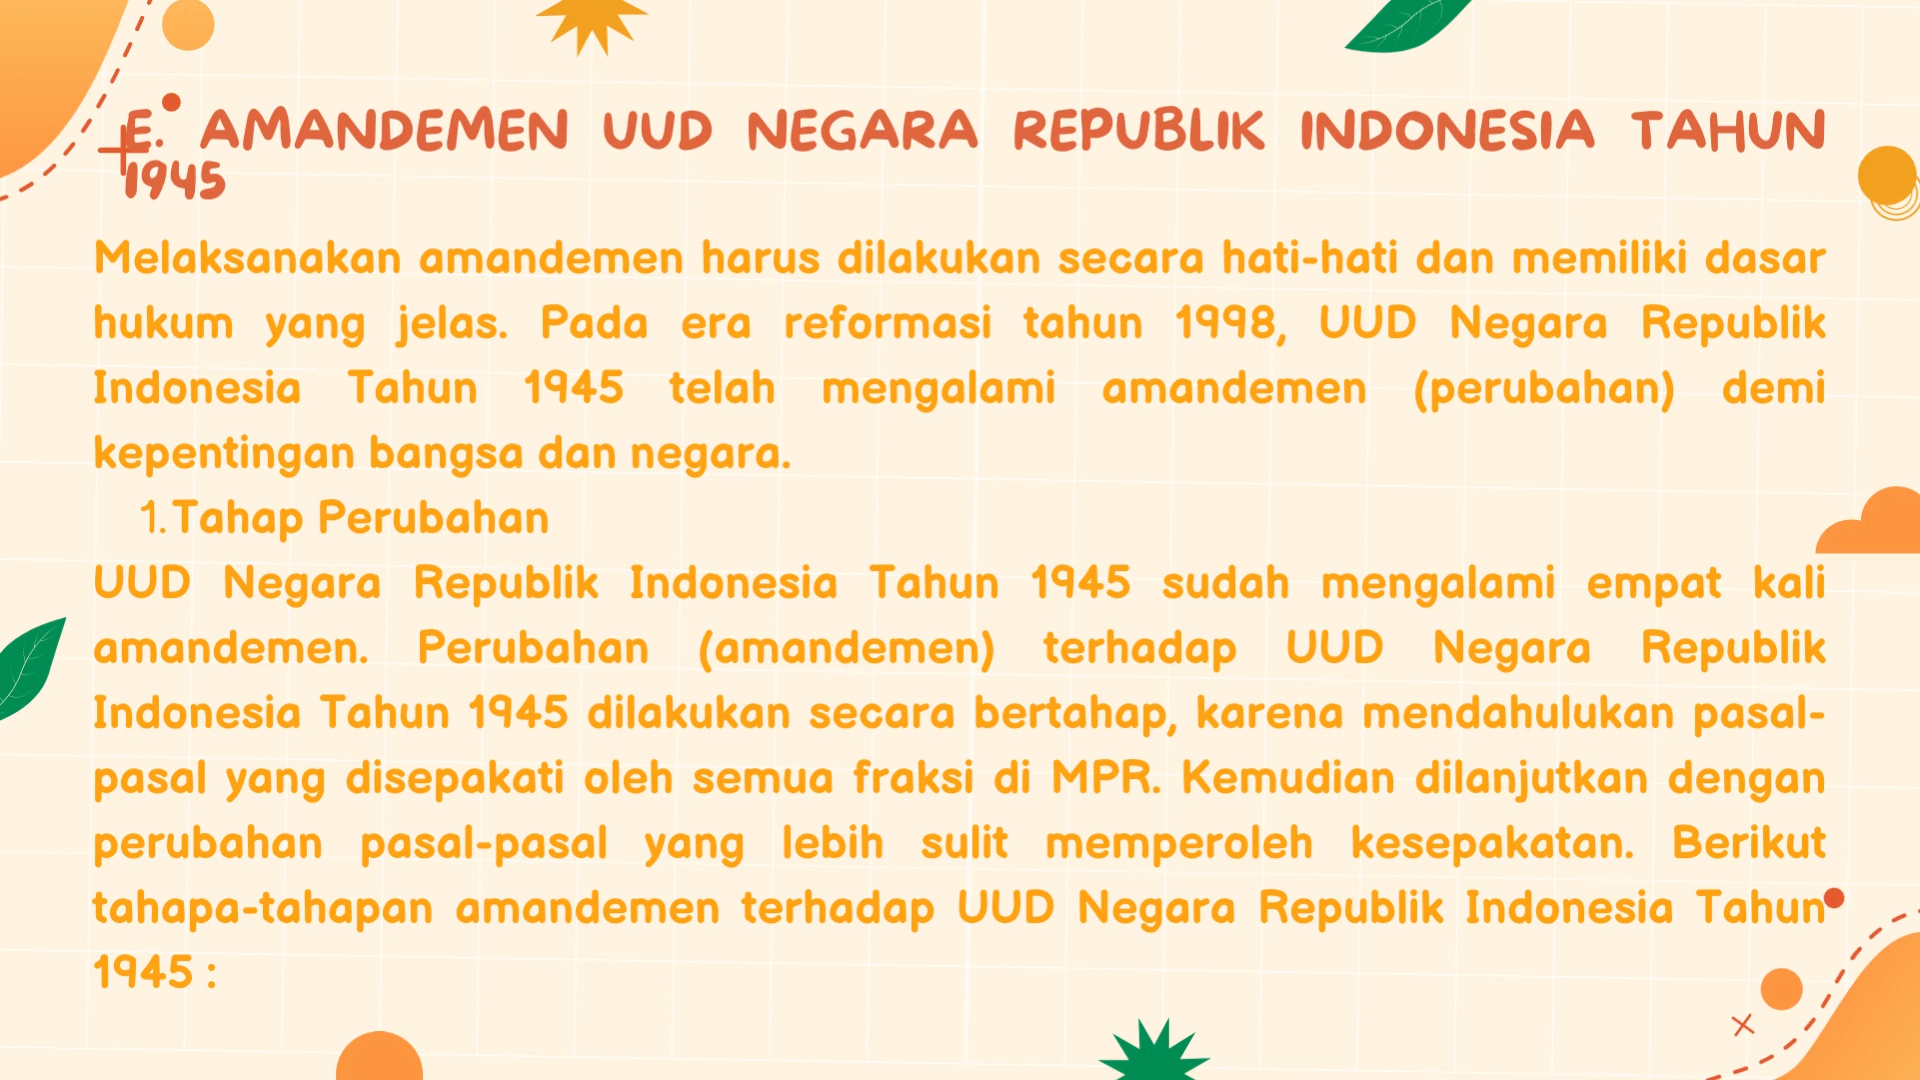 E. AMANDEMEN UUD NEGARA REPUBLIK INDONESIA TAHUN
1945
Melaksanakan amandemen harus dilakukan secara hati-hati dan memiliki dasar
hukum yang jelas. Pada era reformasi tahun 1998, UUD Negara Republik
Indonesia Tahun 1945 telah mengalami amandemen (perubahan) demi
kepentingan bangsa dan negara.
1. Tahap Perubahan
UUD Negara Republik Indonesia Tahun 1945 sudah mengalami empat kali
amandemen. Perubahan (amandemen) terhadap UUD Negara Republik
Indonesia Tahun 1945 dilakukan secara bertahap, karena mendahulukan pasal-
pasal yang disepakati oleh semua fraksi di MPR. Kemudian dilanjutkan dengan
perubahan pasal-pasal yang lebih sulit memperoleh kesepakatan. Berikut
tahapa-tahapan amandemen terhadap UUD Negara Republik Indonesia Tahun
1945 :